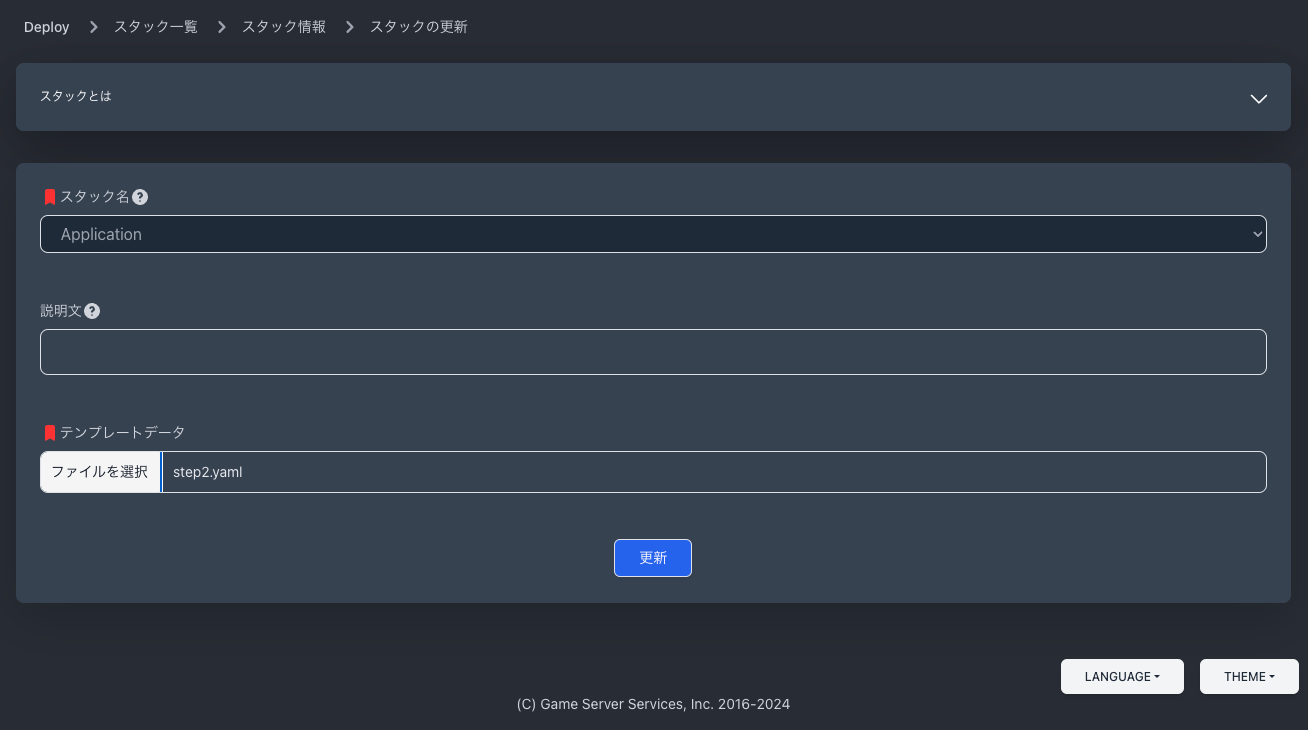 Deploy スタック一覧 スタック情報 スタックの更新
スタックとは
スタック名 ?
Application
説明文 ?
テンプレートデータ
ファイルを選択 step2.yaml
更新
LANGUAGE THEME
(C) Game Server Services, Inc. 2016-2024